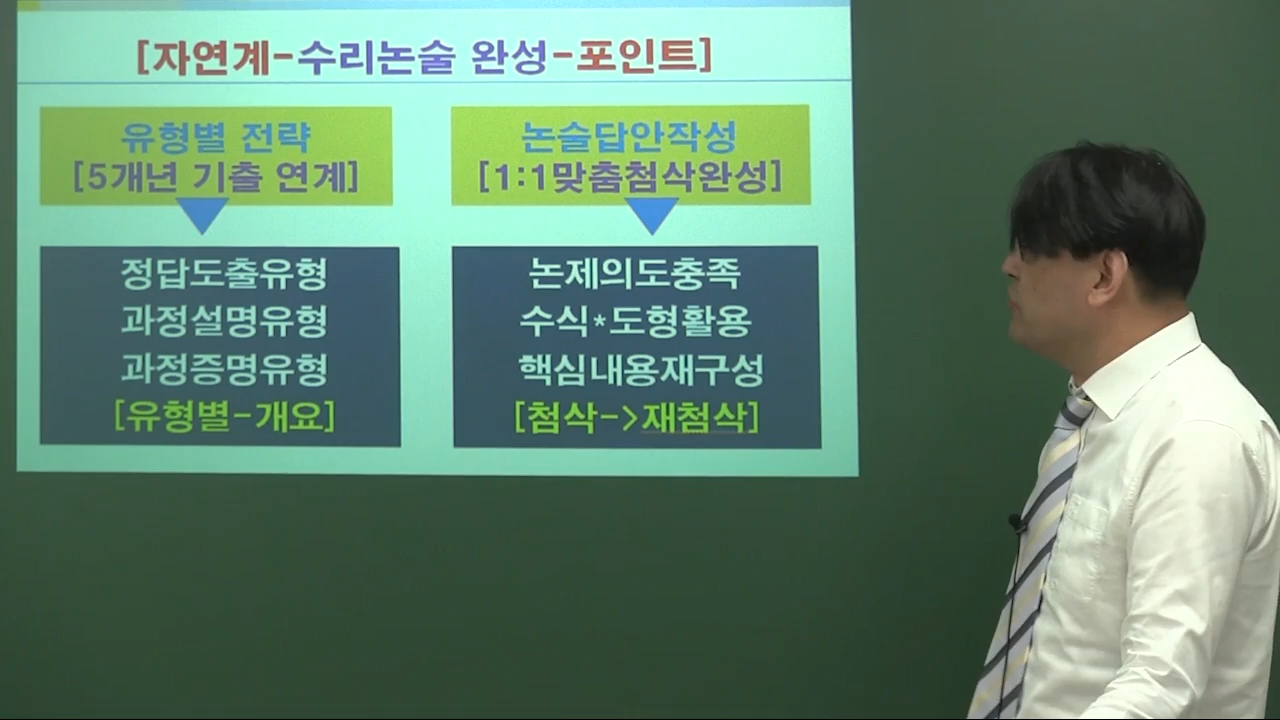 [자연계-수리논술 완성-포인트]
유형별 전략
[5개년 기출 연계]
정답도출유형
과정설명유형
과정증명유형
[유형별-개요]
논술답안작성
[1:1맞춤첨삭완성]
논제의도충족
수식*도형활용
핵심내용재구성
[첨삭->재첨삭]